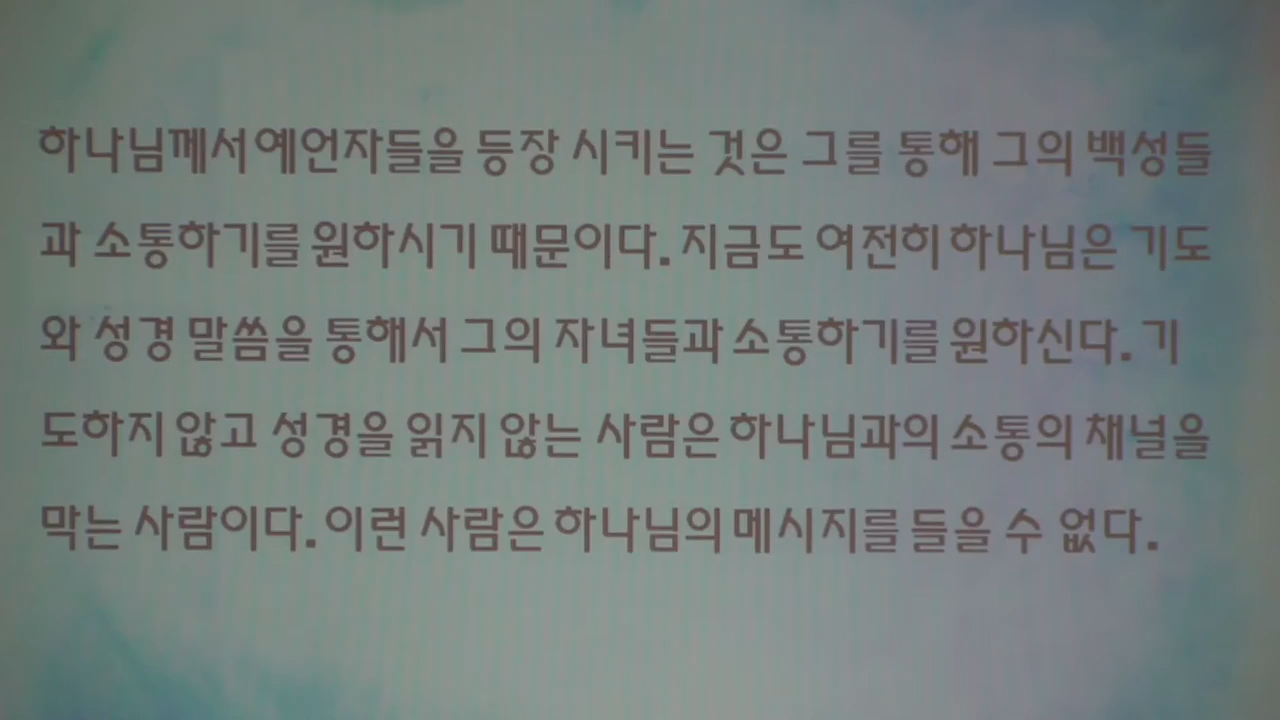 하나님께서 예언자들을 등장 시키는 것은 그를 통해 그의 백성들
과 소통하기를 원하시기 때문이다. 지금도 여전히 하나님은 기도
와 성경 말씀을 통해서 그의 자녀들과 소통하기를 원하신다. 기
도하지 않고 성경을 읽지 않는 사람은 하나님과의 소통의 채널을
막는 사람이다. 이런 사람은 하나님의 메시지를 들을 수 없다.